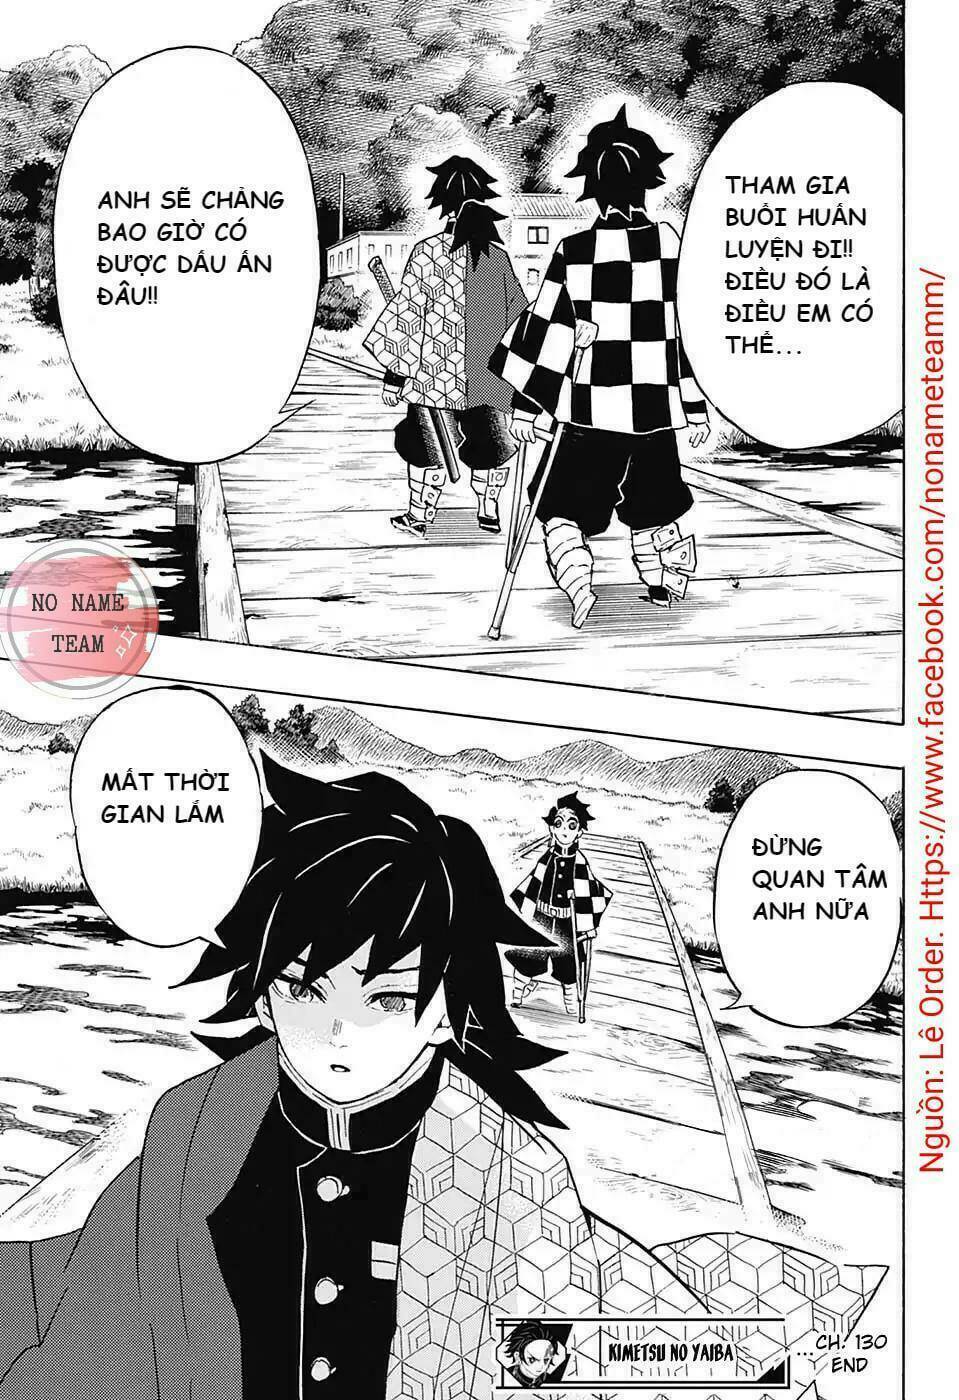 THAM GIA
BUỔI HUẤN
LUYỆN ĐI!!
ĐIỀU ĐÓ LÀ
ĐIỀU EM CÓ
THỂ...
ANH SẼ CHẲNG
BAO GIỜ CÓ
ĐƯỢC DẤU ẤN
ĐÂU!!
NO NAME
TEAM
ĐỪNG
QUAN TÂM
ANH NỮA
MẤT THỜI
GIAN LẮM
KIMETSU NO YAIBA
...CH. 130
END
Nguồn: Lê Order. Https://www.facebook.com/nonameteamm/